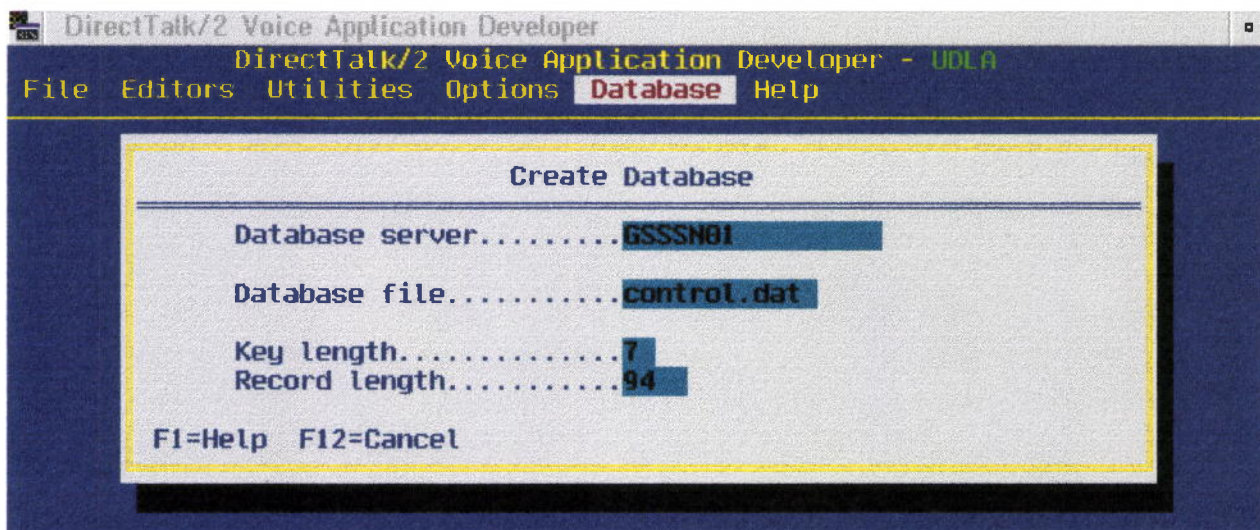 DirectTalk/2 Voice Application Developer
DirectTalk/2 Voice Application Developer - UDLA
File Editors Utilities Options Database Help
Create Database
Database server.........GSSSN01
Database file...........control.dat
Key length..............7
Record length...........94
F1=Help F12=Cancel